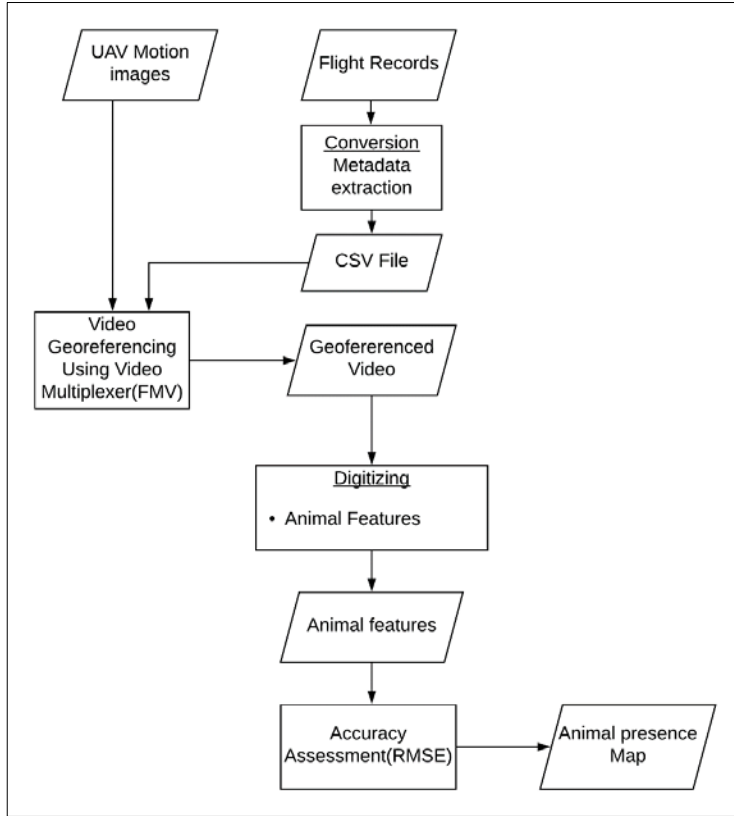 UAV Motion
images
Flight Records
Conversion
Metadata
extraction
CSV File
Video
Georeferencing
Using Video
Multiplexer(FMV)
Geofererenced
Video
Digitizing
• Animal Features
Animal features
Accuracy
Assessment(RMSE)
Animal presence
Map